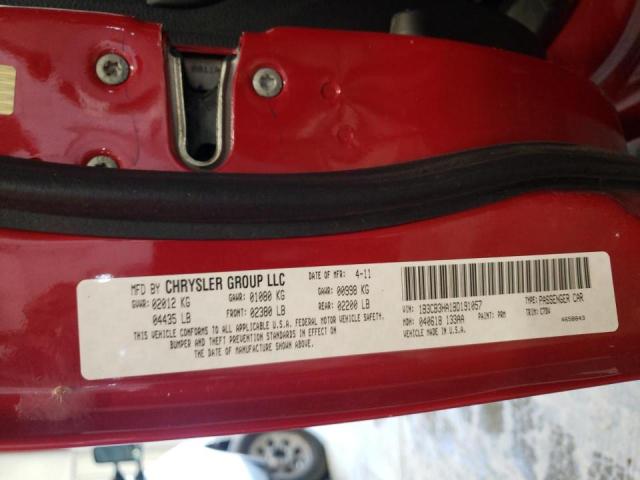 MFD BY CHRYSLER GROUP LLC DATE OF MFR: 4-11
GVWR: 02012 KG GAWR: 01080 KG GAWR: 00998 KG
04435 LB FRONT: 02380 LB REAR: 02200 LB
THIS VEHICLE CONFORMS TO ALL APPLICABLE U.S.A. FEDERAL MOTOR VEHICLE SAFETY,
BUMPER AND THEFT PREVENTION STANDARDS IN EFFECT ON
THE DATE OF MANUFACTURE SHOWN ABOVE.
VIN: 1B3CB3HA1BD191057 TYPE: PASSENGER CAR
MDH: 040618 133AA PAINT: PRM TRIM: C7DV
VEHICLE MADE IN U.S.A. 4658843